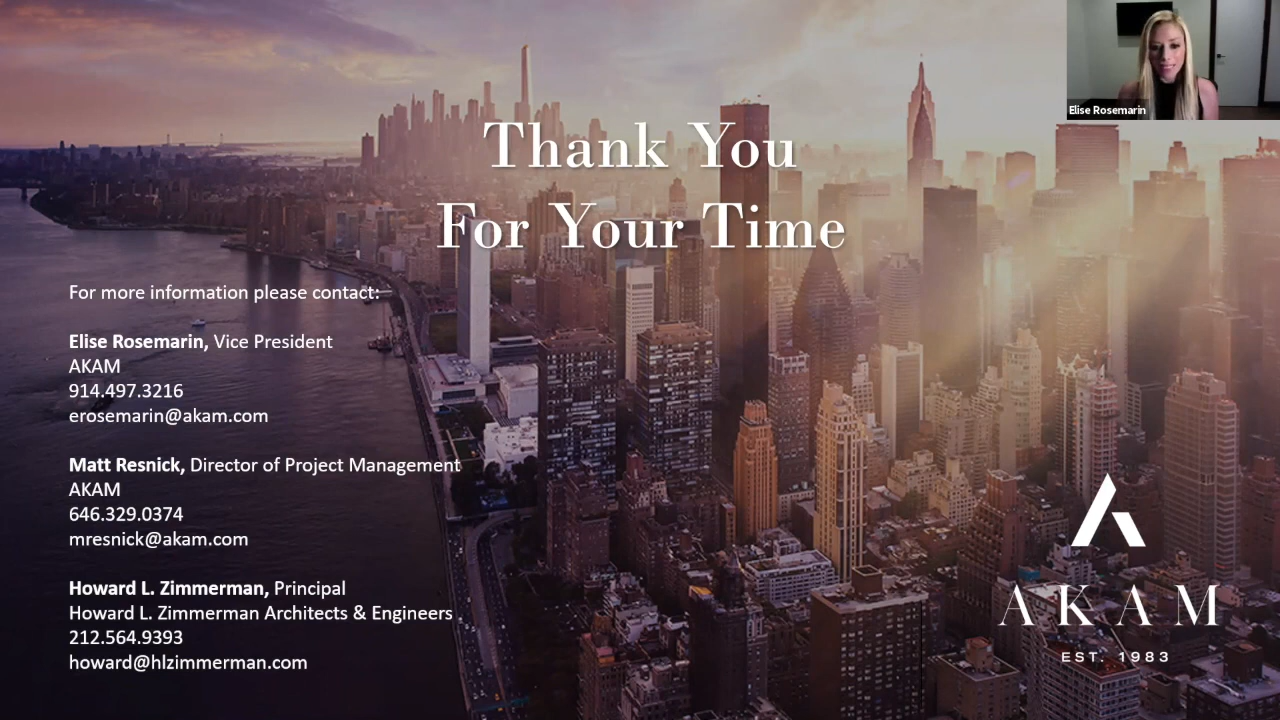 Elise Rosemarin
Thank You
For Your Time
For more information please contact:
Elise Rosemarin, Vice President
AKAM
914.497.3216
erosemarin@akam.com
Matt Resnick, Director of Project Management
AKAM
646.329.0374
mresnick@akam.com
Howard L. Zimmerman, Principal
Howard L. Zimmerman Architects & Engineers
212.564.9393
howard@hlzimmerman.com
AKAM
EST. 1983